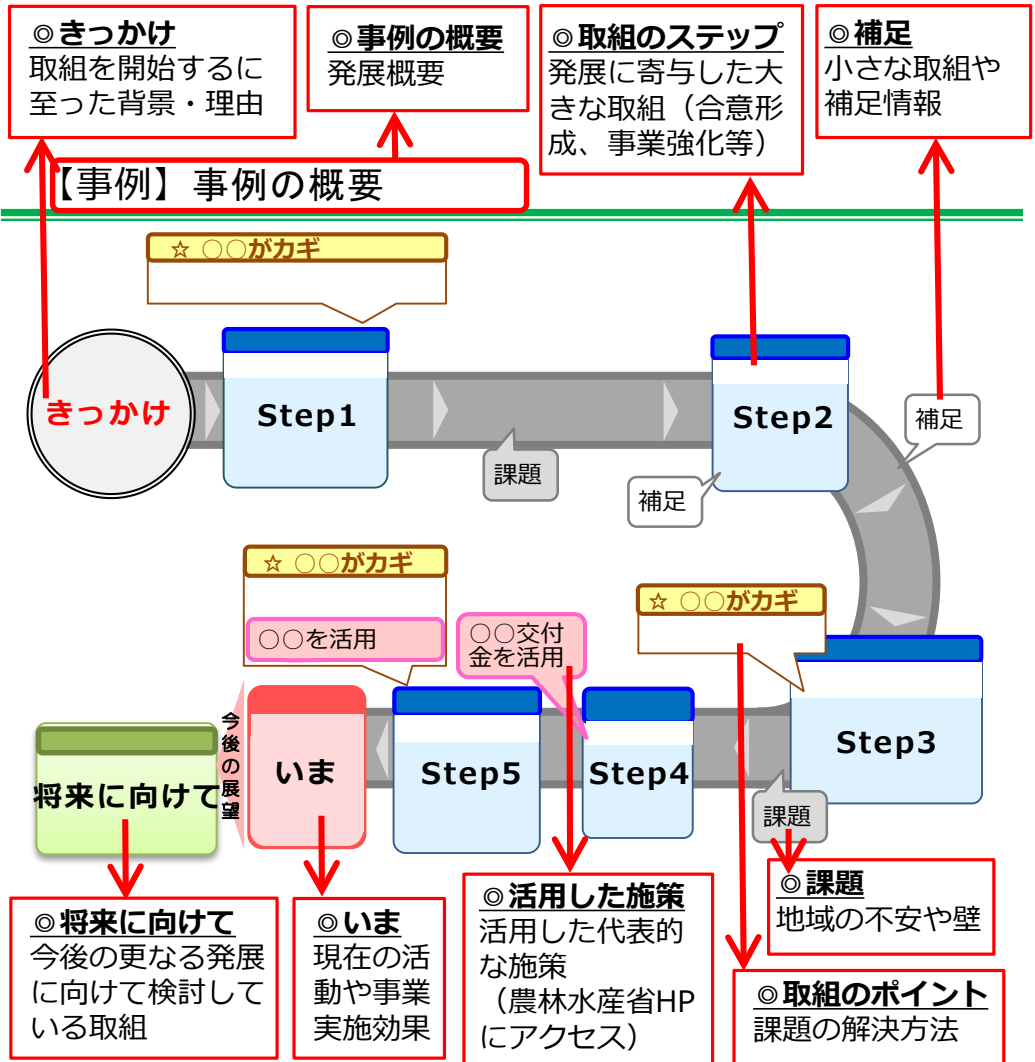 ◎きっかけ
取組を開始するに
至った背景・理由
◎事例の概要
発展概要
◎取組のステップ
発展に寄与した大
きな取組（合意形
成、事業強化等）
◎補足
小さな取組や
補足情報
【事例】事例の概要
☆ ○○がカギ
きっかけ
Step1
課題
Step2
補足
補足
☆ ○○がカギ
○○を活用
○○交付
金を活用
☆ ○○がカギ
Step3
課題
Step4
Step5
いま
今後の展望
将来に向けて
◎将来に向けて
今後の更なる発展
に向けて検討して
いる取組
◎いま
現在の活
動や事業
実施効果
◎活用した施策
活用した代表的
な施策
（農林水産省HP
にアクセス）
◎課題
地域の不安や壁
◎取組のポイント
課題の解決方法